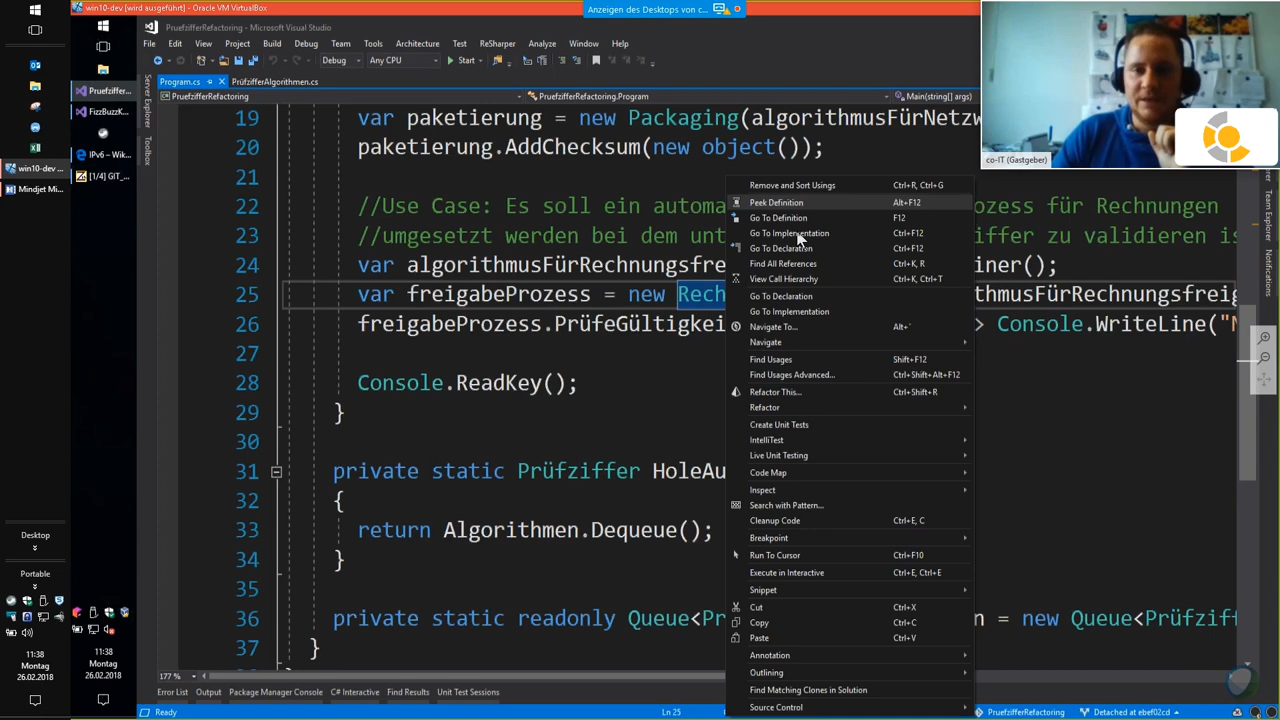 win10-dev [wird ausgeführt] - Oracle VM VirtualBox
Anzeigen des Desktops von c...
PruefzifferRefactoring - Microsoft Visual Studio
File Edit View Project Build Debug Team Tools Architecture Test ReSharper Analyze Window Help
Debug Any CPU Start
Program.cs PrüfzifferAlgorithmen.cs
PruefzifferRefactoring PruefzifferRefactoring.Program Main(string[] args)
Server Explorer
Toolbox
Team Explorer
Notifications
co-IT (Gastgeber)
Pruefziffer...
FizzBuzzK...
IPv6 – Wik...
[1/4] GIT_...
win10-dev ...
Mindjet Mi...
19 var paketierung = new Packaging(algorithmusFürNetzw
20 paketierung.AddChecksum(new object());
21
22 //Use Case: Es soll ein automa ozess für Rechnungen
23 //umgesetzt werden bei dem unt iffer zu validieren is
24 var algorithmusFürRechnungsfre iner();
25 var freigabeProzess = new Rech thmusFürRechnungsfreig
26 freigabeProzess.PrüfeGültigkei > Console.WriteLine("N
27
28 Console.ReadKey();
29 }
30
31 private static Prüfziffer HoleAu
32 {
33 return Algorithmen.Dequeue();
34 }
35
36 private static readonly Queue<Pr n = new Queue<Prüfziff
37 }
Remove and Sort Usings Ctrl+R, Ctrl+G
Peek Definition Alt+F12
Go To Definition F12
Go To Implementation Ctrl+F12
Go To Declaration Ctrl+F12
Find All References Ctrl+K, R
View Call Hierarchy Ctrl+K, Ctrl+T
Go To Declaration
Go To Implementation
Navigate To... Alt+`
Navigate
Find Usages Shift+F12
Find Usages Advanced... Ctrl+Shift+Alt+F12
Refactor This... Ctrl+Shift+R
Refactor
Create Unit Tests
IntelliTest
Live Unit Testing
Code Map
Inspect
Search with Pattern...
Cleanup Code Ctrl+E, C
Breakpoint
Run To Cursor Ctrl+F10
Execute in Interactive Ctrl+E, Ctrl+E
Snippet
Cut Ctrl+X
Copy Ctrl+C
Paste Ctrl+V
Annotation
Outlining
Find Matching Clones in Solution
Source Control
177 %
Error List Output Package Manager Console C# Interactive Find Results Unit Test Sessions
Ready Ln 25 PruefzifferRefactoring Detached at ebef02cd
Desktop
Portable
11:38
Montag
26.02.2018
11:38
Montag
26.02.2018